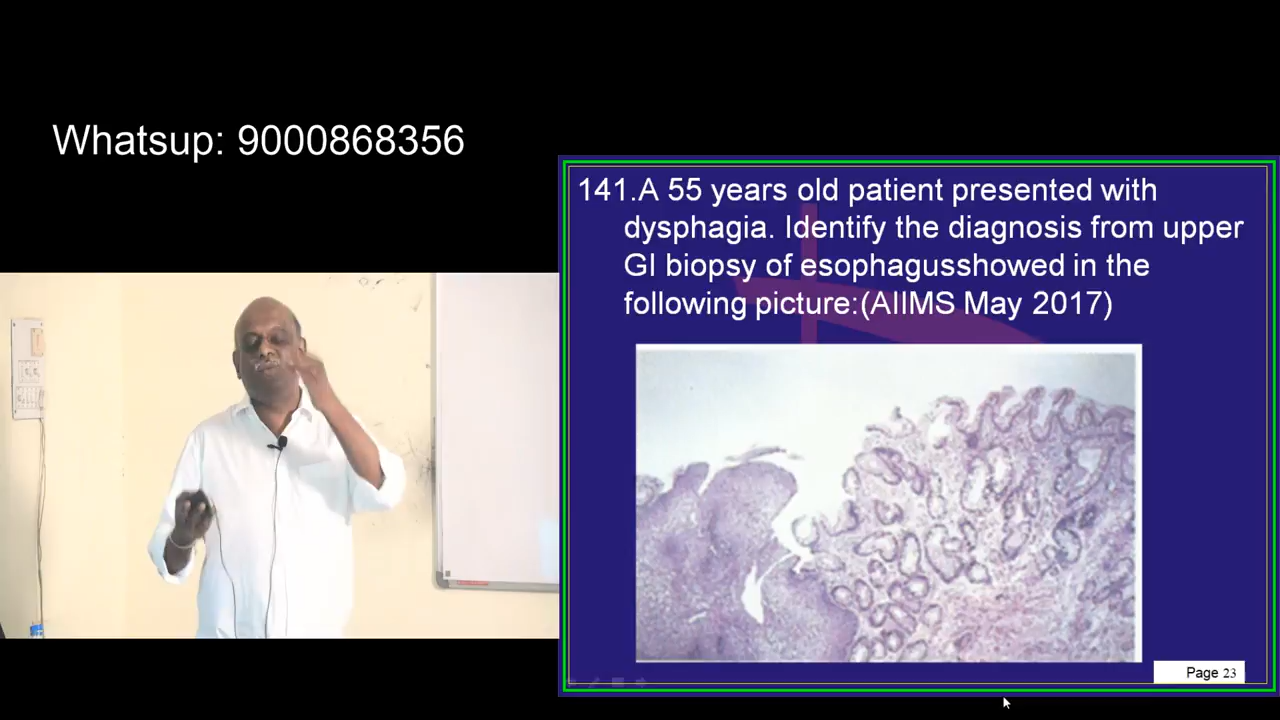 Whatsup: 9000868356
141.A 55 years old patient presented with
dysphagia. Identify the diagnosis from upper
GI biopsy of esophagusshowed in the
following picture:(AIIMS May 2017)
Page 23